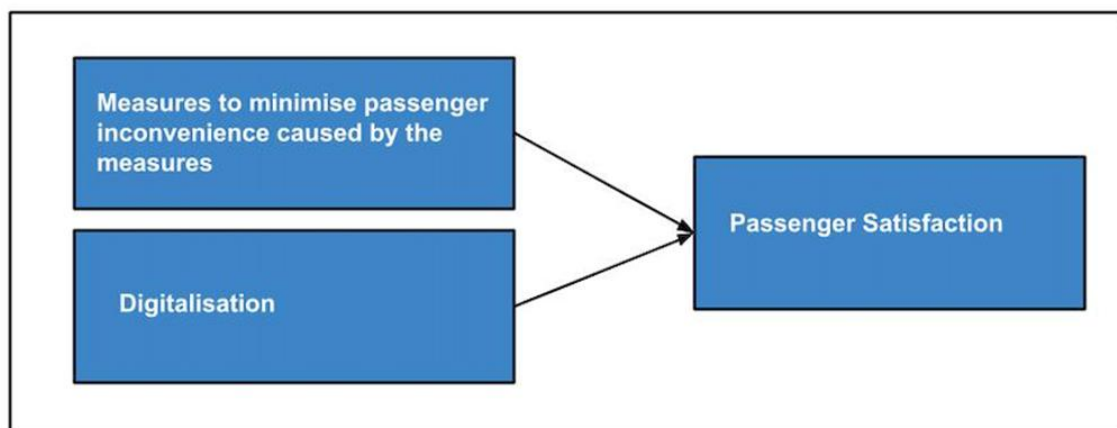 Measures to minimise passenger
inconvenience caused by the
measures
Digitalisation
Passenger Satisfaction